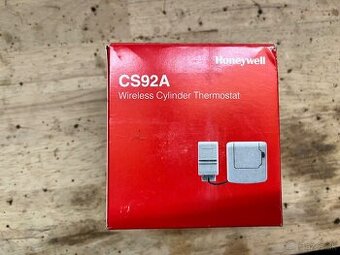 Honeywell
CS92A
Wireless Cylinder Thermostat